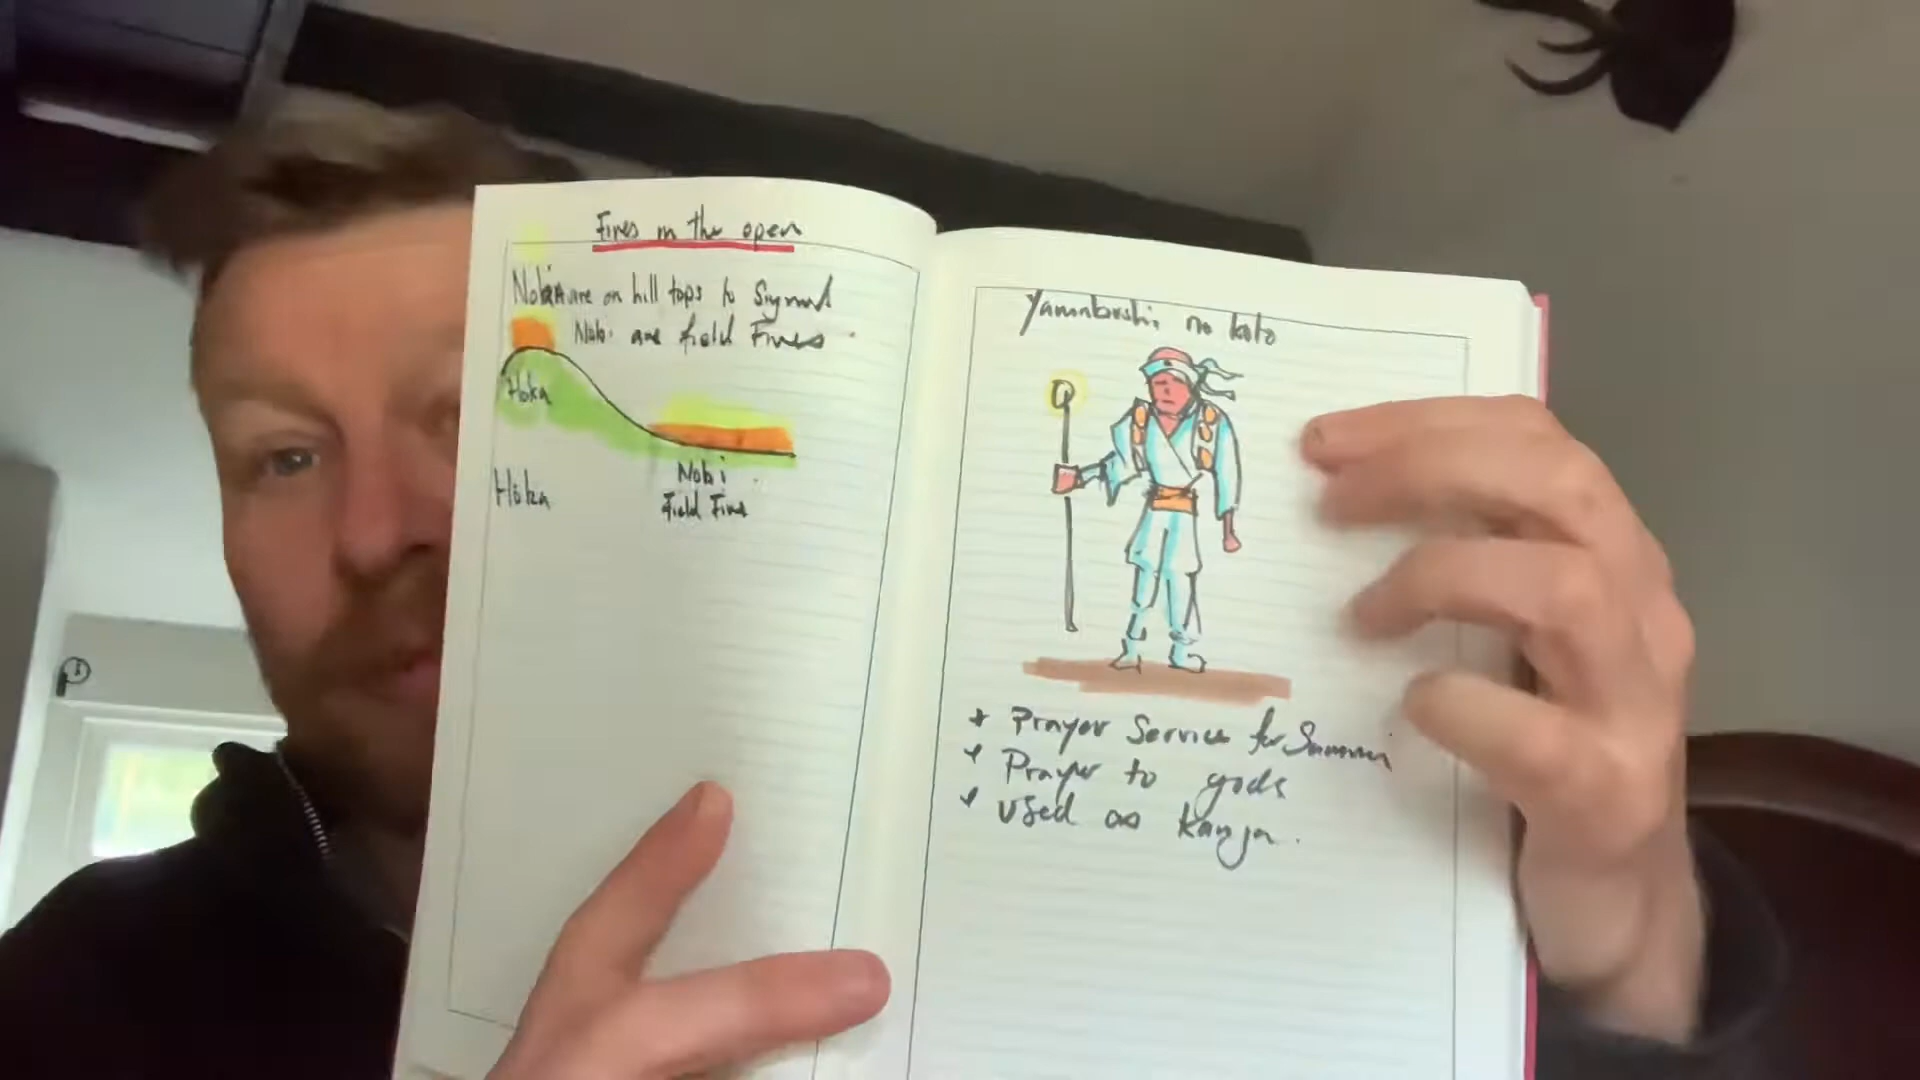 Fires in the open
are on hill tops to Signal
Nobi are field Fires.
Hoka
Nobi
Field Fire
Hoka
Yamabushi no koto
+ Prayer Service for Samurai
+ Prayer to gods
+ used as kanja.